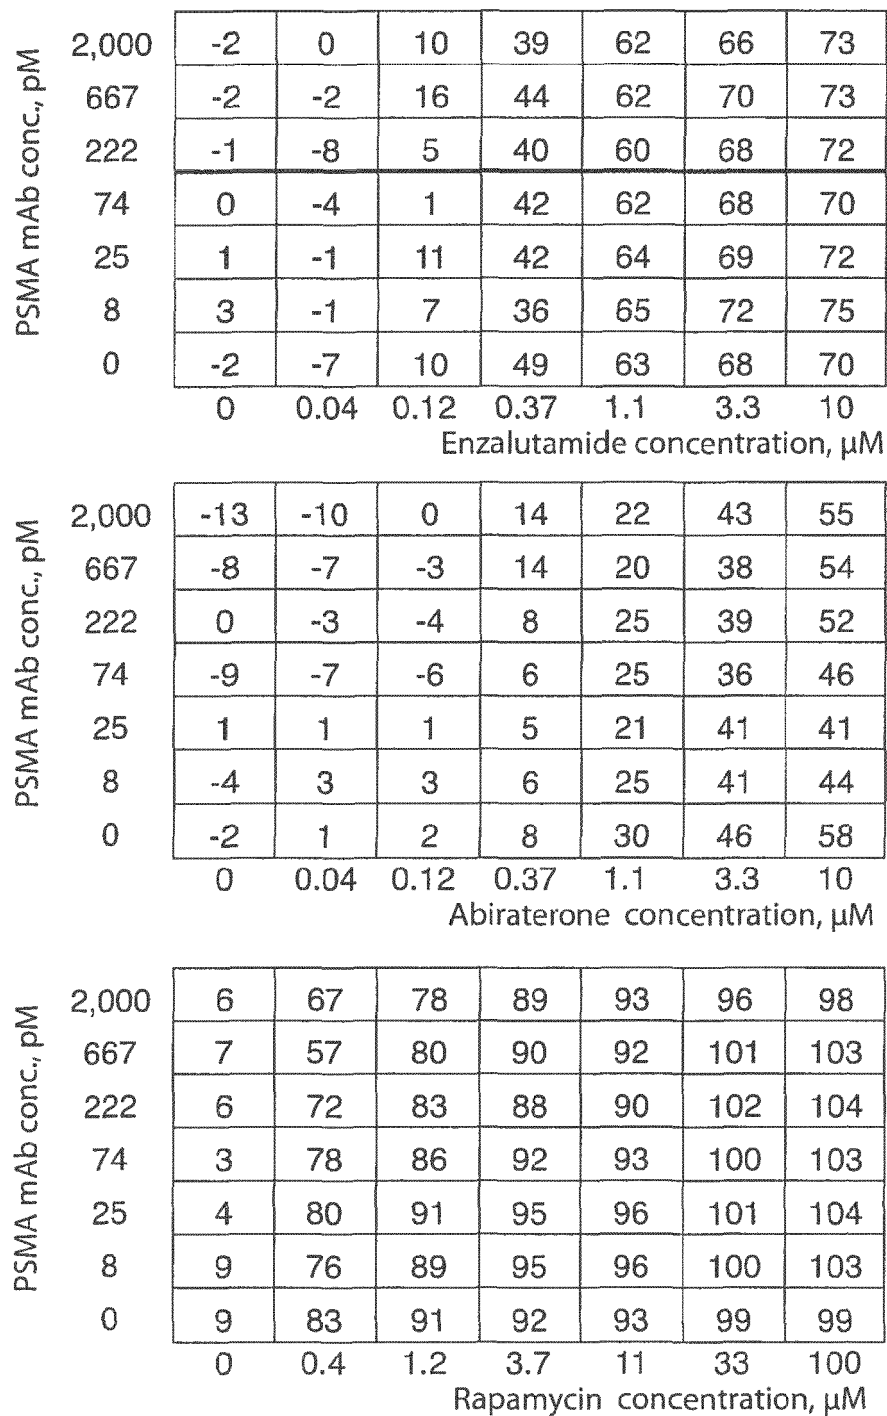 PSMA mAb conc., pM
2,000 -2 0 10 39 62 66 73
667 -2 -2 16 44 62 70 73
222 -1 -8 5 40 60 68 72
74 0 -4 1 42 62 68 70
25 1 -1 11 42 64 69 72
8 3 -1 7 36 65 72 75
0 -2 -7 10 49 63 68 70
0 0.04 0.12 0.37 1.1 3.3 10
Enzalutamide concentration, µM
PSMA mAb conc., pM
2,000 -13 -10 0 14 22 43 55
667 -8 -7 -3 14 20 38 54
222 0 -3 -4 8 25 39 52
74 -9 -7 -6 6 25 36 46
25 1 1 1 5 21 41 41
8 -4 3 3 6 25 41 44
0 -2 1 2 8 30 46 58
0 0.04 0.12 0.37 1.1 3.3 10
Abiraterone concentration, µM
PSMA mAb conc., pM
2,000 6 67 78 89 93 96 98
667 7 57 80 90 92 101 103
222 6 72 83 88 90 102 104
74 3 78 86 92 93 100 103
25 4 80 91 95 96 101 104
8 9 76 89 95 96 100 103
0 9 83 91 92 93 99 99
0 0.4 1.2 3.7 11 33 100
Rapamycin concentration, µM